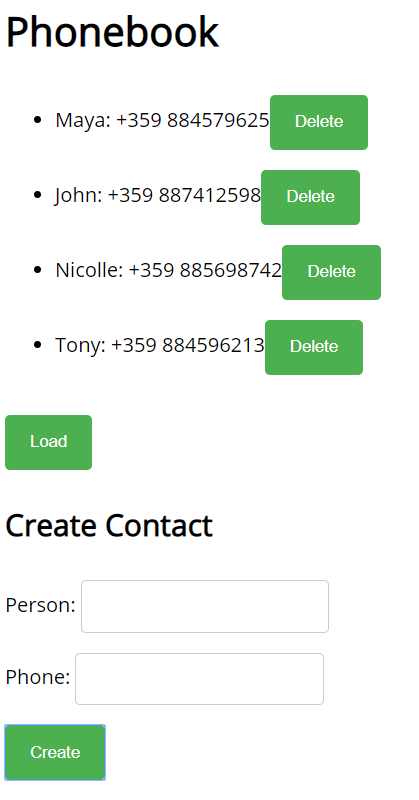 Phonebook
Maya: +359 884579625 Delete
John: +359 887412598 Delete
Nicolle: +359 885698742 Delete
Tony: +359 884596213 Delete
Load
Create Contact
Person:
Phone:
Create